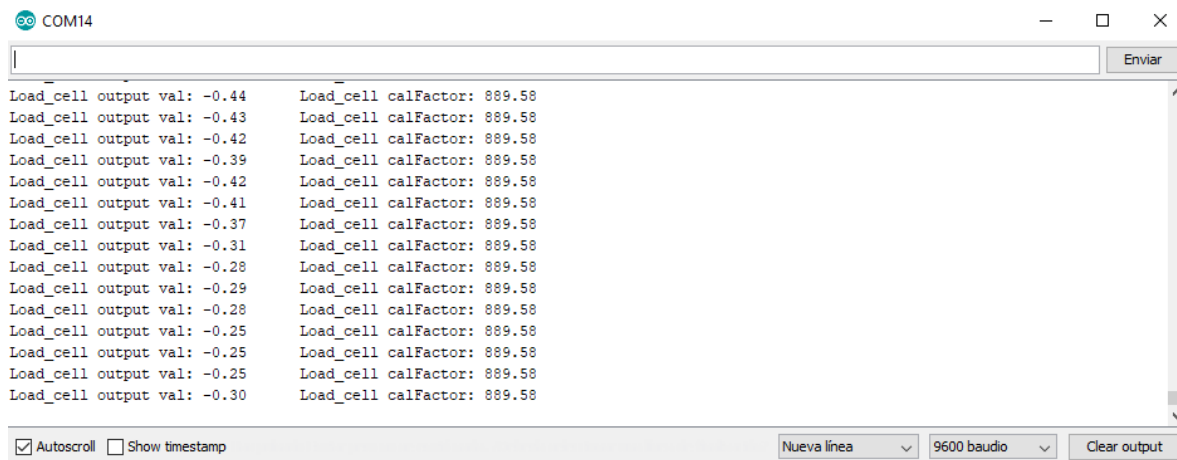 COM14
Enviar
Load_cell output val: -0.44 Load_cell calFactor: 889.58
Load_cell output val: -0.43 Load_cell calFactor: 889.58
Load_cell output val: -0.42 Load_cell calFactor: 889.58
Load_cell output val: -0.39 Load_cell calFactor: 889.58
Load_cell output val: -0.42 Load_cell calFactor: 889.58
Load_cell output val: -0.41 Load_cell calFactor: 889.58
Load_cell output val: -0.37 Load_cell calFactor: 889.58
Load_cell output val: -0.31 Load_cell calFactor: 889.58
Load_cell output val: -0.28 Load_cell calFactor: 889.58
Load_cell output val: -0.29 Load_cell calFactor: 889.58
Load_cell output val: -0.28 Load_cell calFactor: 889.58
Load_cell output val: -0.25 Load_cell calFactor: 889.58
Load_cell output val: -0.25 Load_cell calFactor: 889.58
Load_cell output val: -0.25 Load_cell calFactor: 889.58
Load_cell output val: -0.30 Load_cell calFactor: 889.58
Autoscroll Show timestamp Nueva línea 9600 baudio Clear output